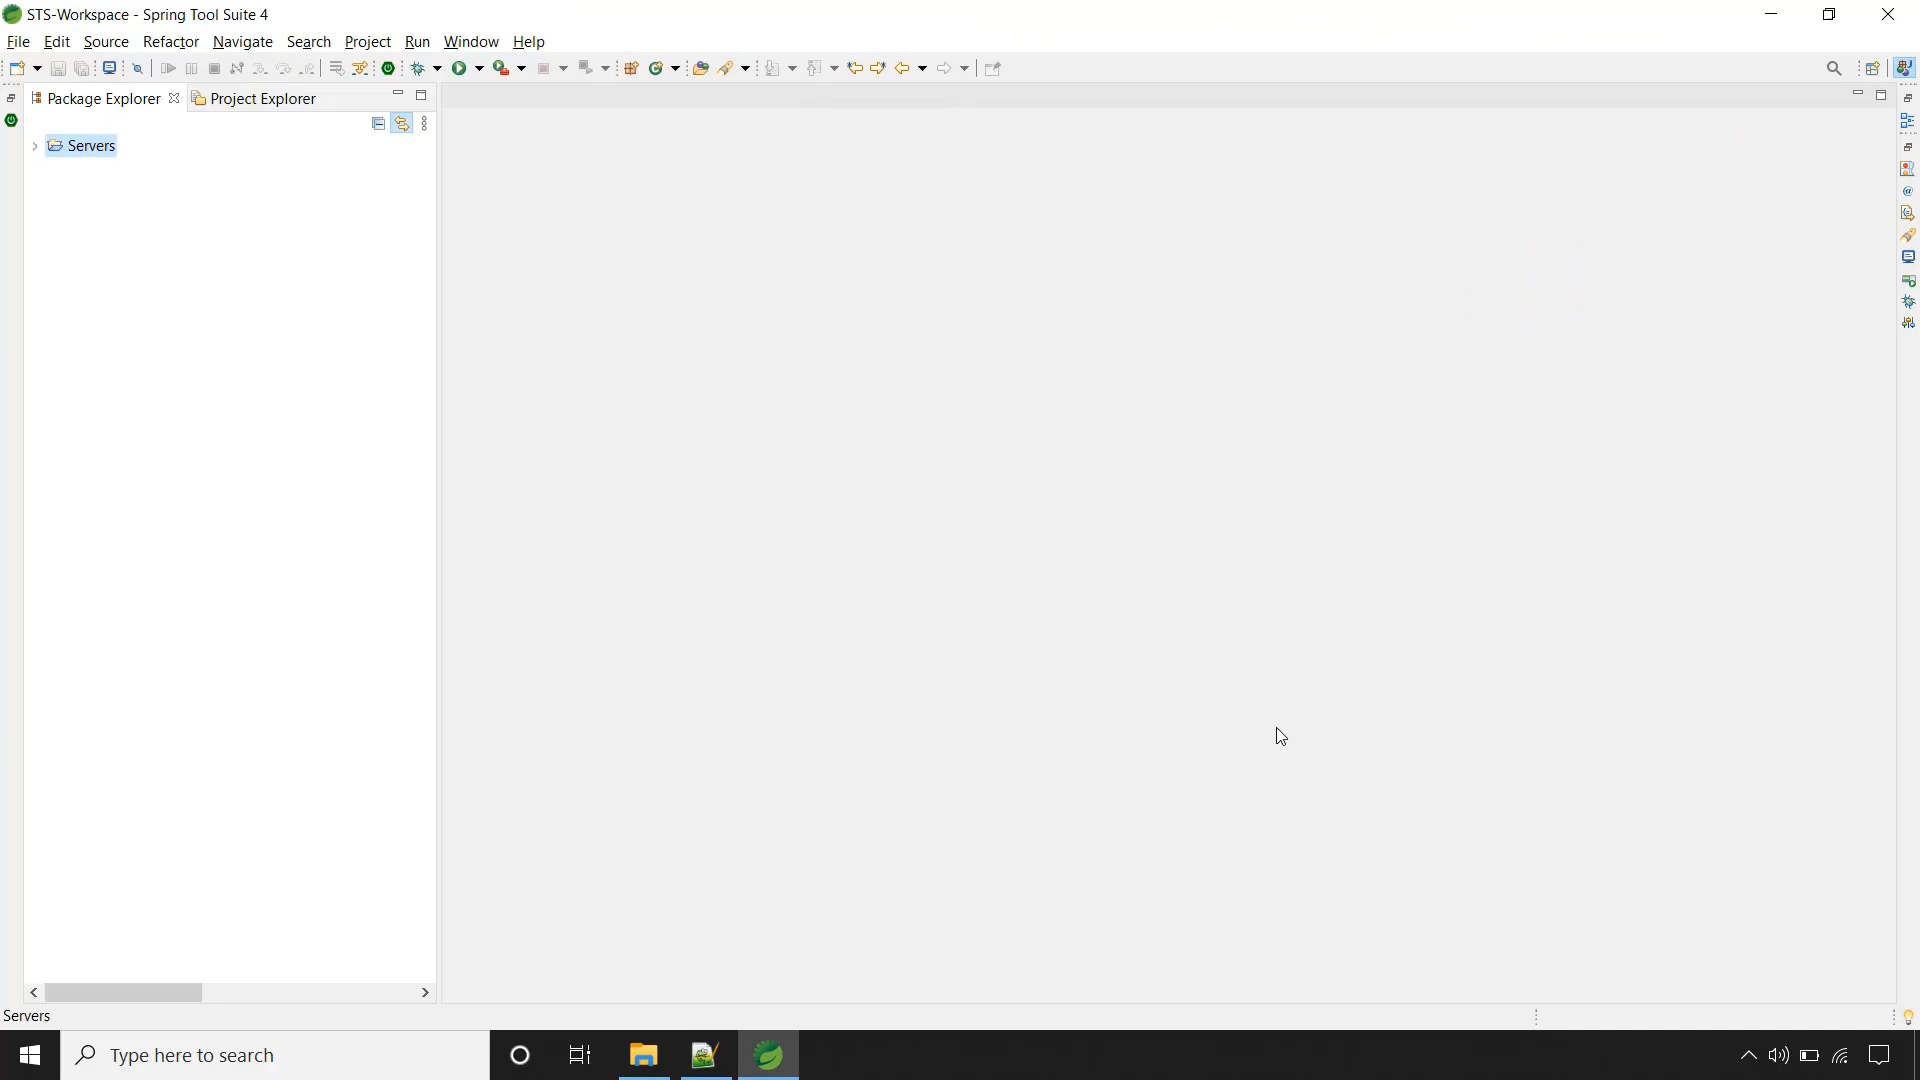 STS-Workspace - Spring Tool Suite 4
File Edit Source Refactor Navigate Search Project Run Window Help
Package Explorer Project Explorer
Servers
Servers
Type here to search